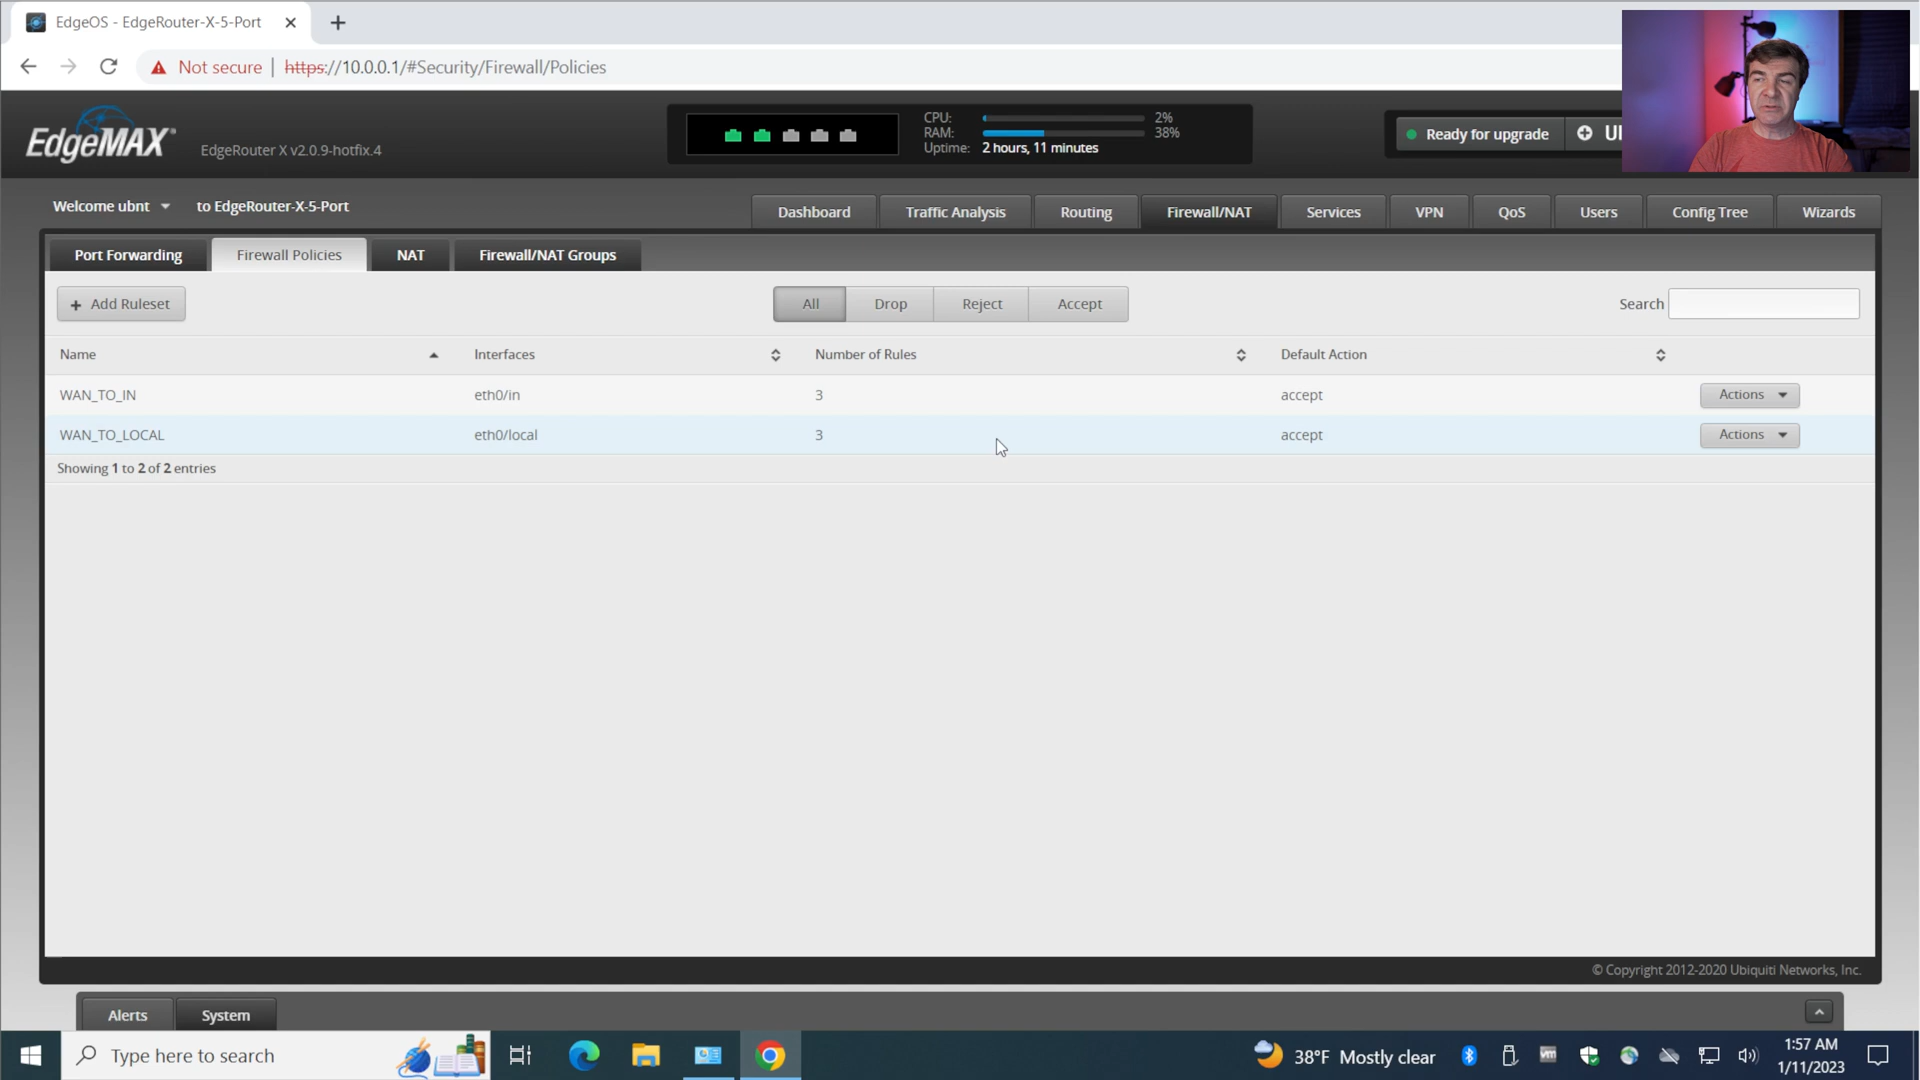 EdgeOS - EdgeRouter-X-5-Port
Not secure | https://10.0.0.1/#Security/Firewall/Policies
EdgeMAX
EdgeRouter X v2.0.9-hotfix.4
CPU: 2%
RAM: 38%
Uptime: 2 hours, 11 minutes
Ready for upgrade
Welcome ubnt to EdgeRouter-X-5-Port
Dashboard Traffic Analysis Routing Firewall/NAT Services VPN QoS Users Config Tree Wizards
Port Forwarding Firewall Policies NAT Firewall/NAT Groups
+ Add Ruleset All Drop Reject Accept Search
Name Interfaces Number of Rules Default Action
WAN_TO_IN eth0/in 3 accept Actions
WAN_TO_LOCAL eth0/local 3 accept Actions
Showing 1 to 2 of 2 entries
© Copyright 2012-2020 Ubiquiti Networks, Inc.
Alerts System
Type here to search
38°F Mostly clear
vm
1:57 AM
1/11/2023